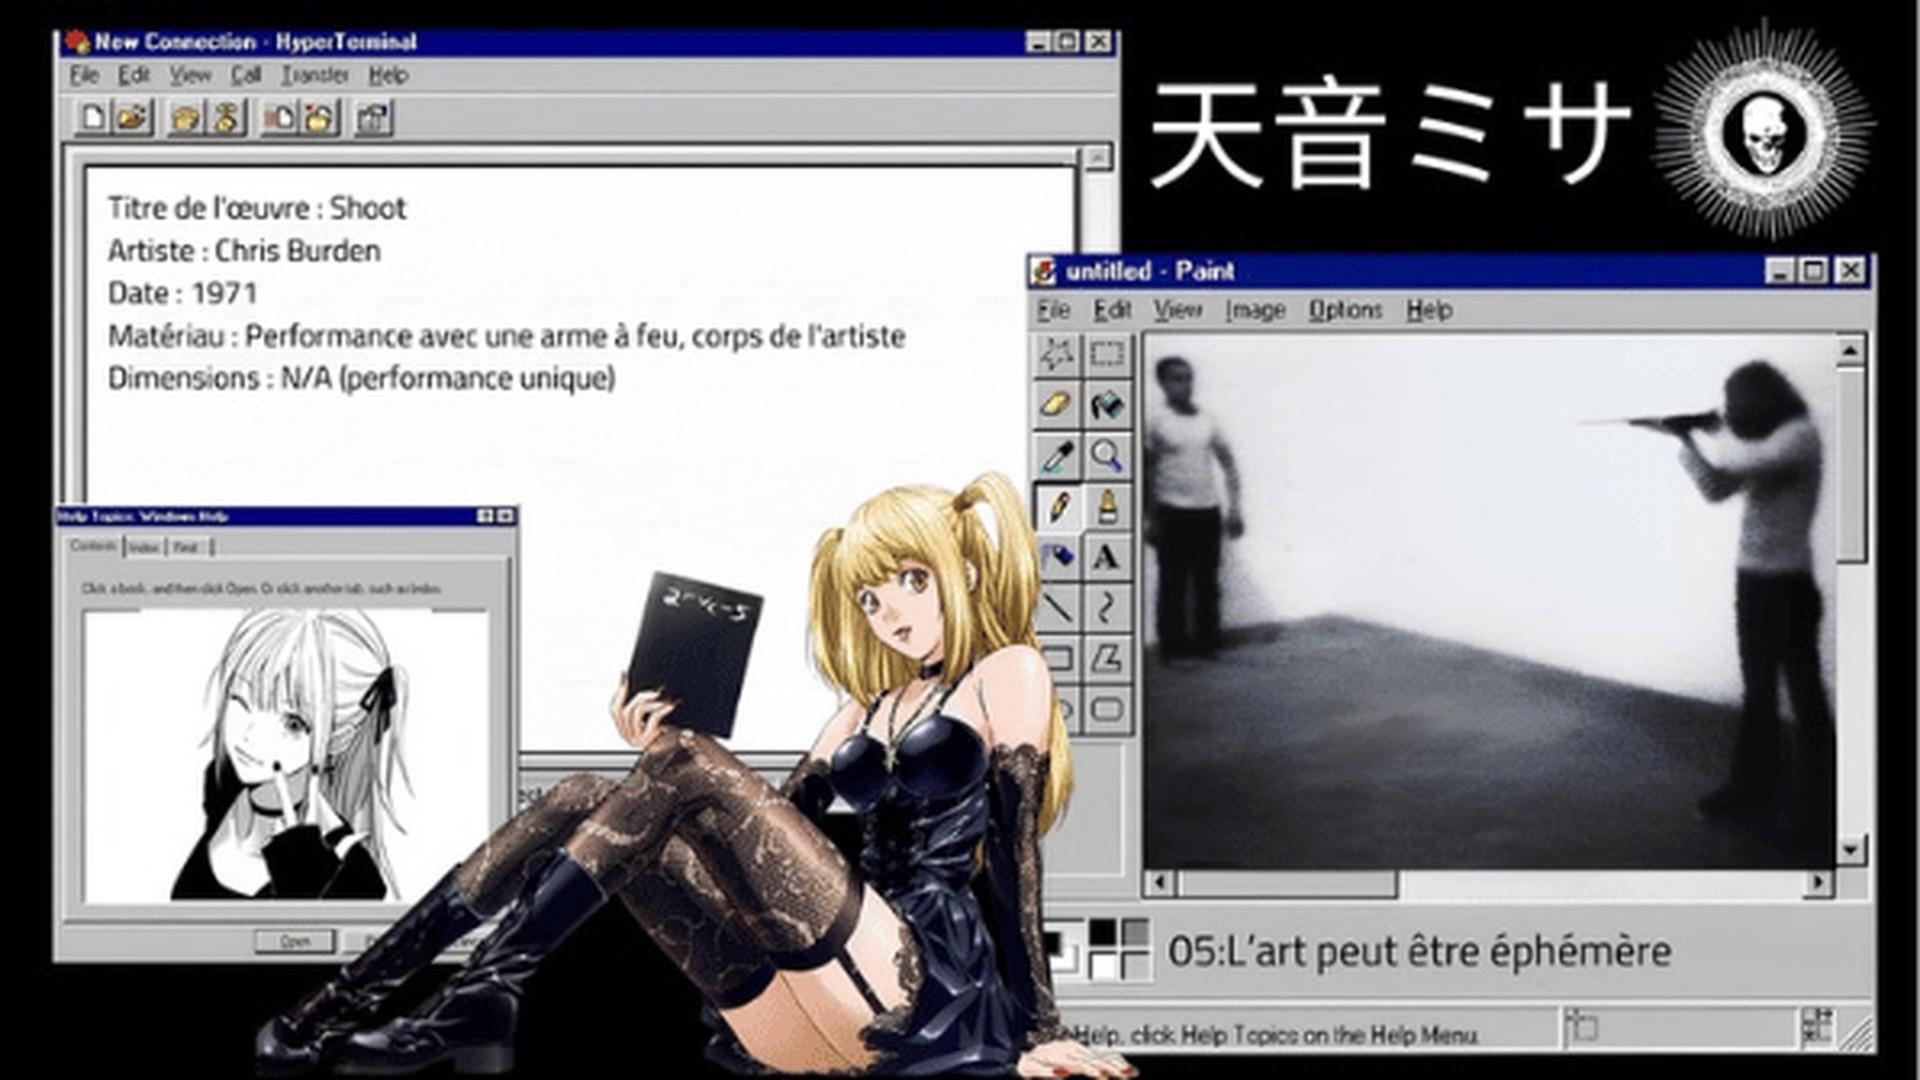 New Connection - HyperTerminal
File Edit View Call Transfer Help
天音ミサ
Titre de l'œuvre : Shoot
Artiste : Chris Burden
Date : 1971
Matériau : Performance avec une arme à feu, corps de l'artiste
Dimensions : N/A (performance unique)
untitled - Paint
File Edit View Image Options Help
A
Help Topics: Windows Help
Contents Index Find
Click a book, and then click Open. Or click another tab, such as Index.
Open
05:L'art peut être éphémère
Help, click Help Topics on the Help Menu.